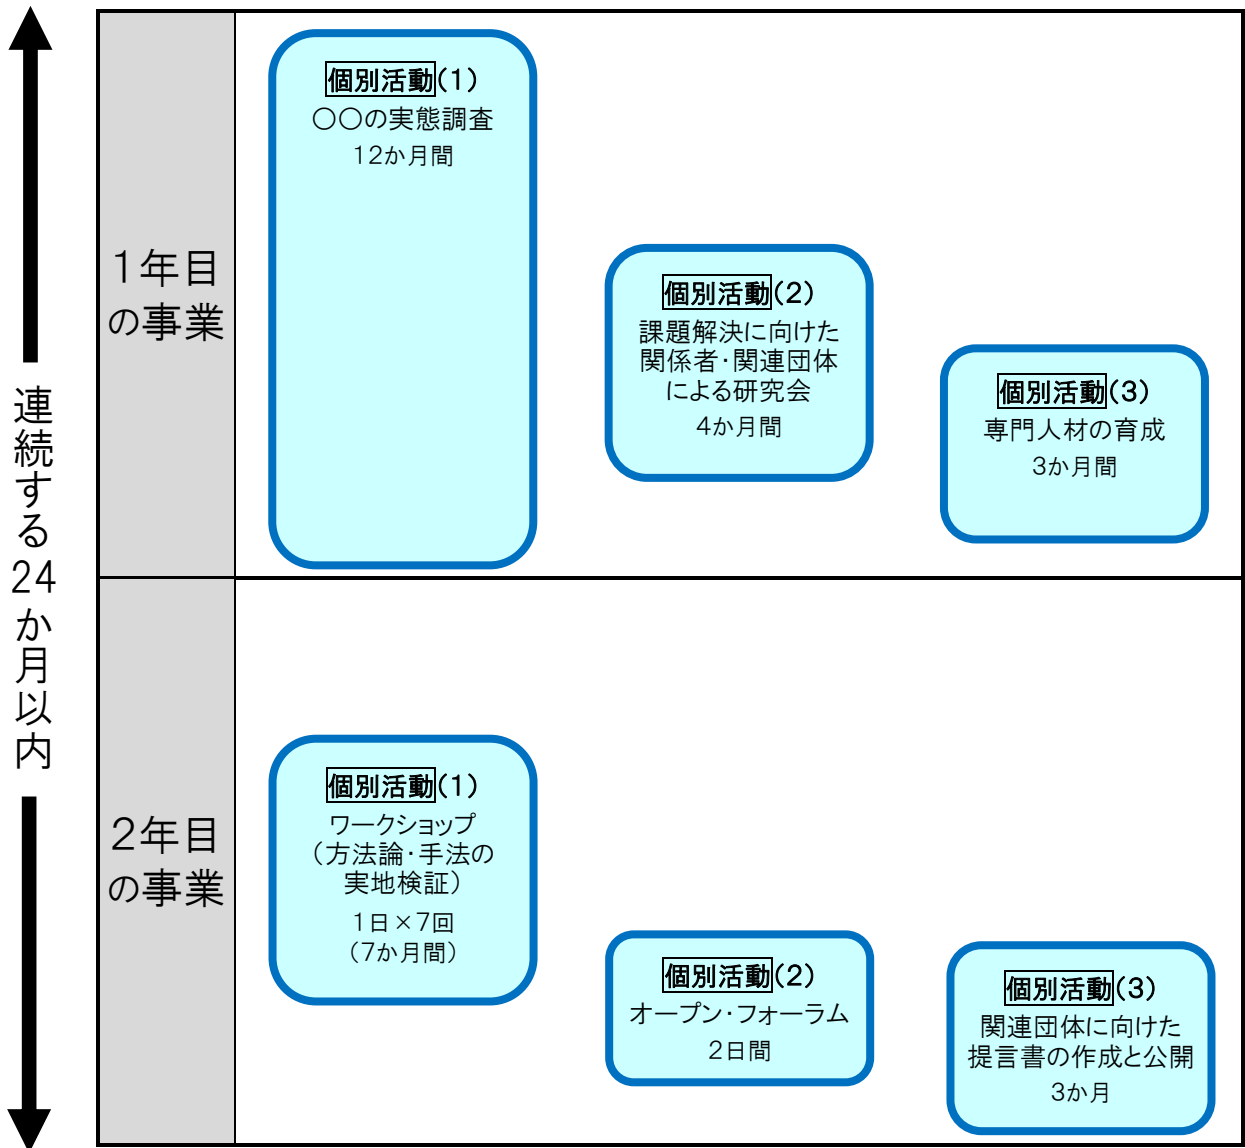 連続する24か月以内
1年目
の事業
個別活動(1)
○○の実態調査
12か月間
個別活動(2)
課題解決に向けた
関係者・関連団体
による研究会
4か月間
個別活動(3)
専門人材の育成
3か月間
2年目
の事業
個別活動(1)
ワークショップ
(方法論・手法の
実地検証)
1日×7回
(7か月間)
個別活動(2)
オープン・フォーラム
2日間
個別活動(3)
関連団体に向けた
提言書の作成と公開
3か月